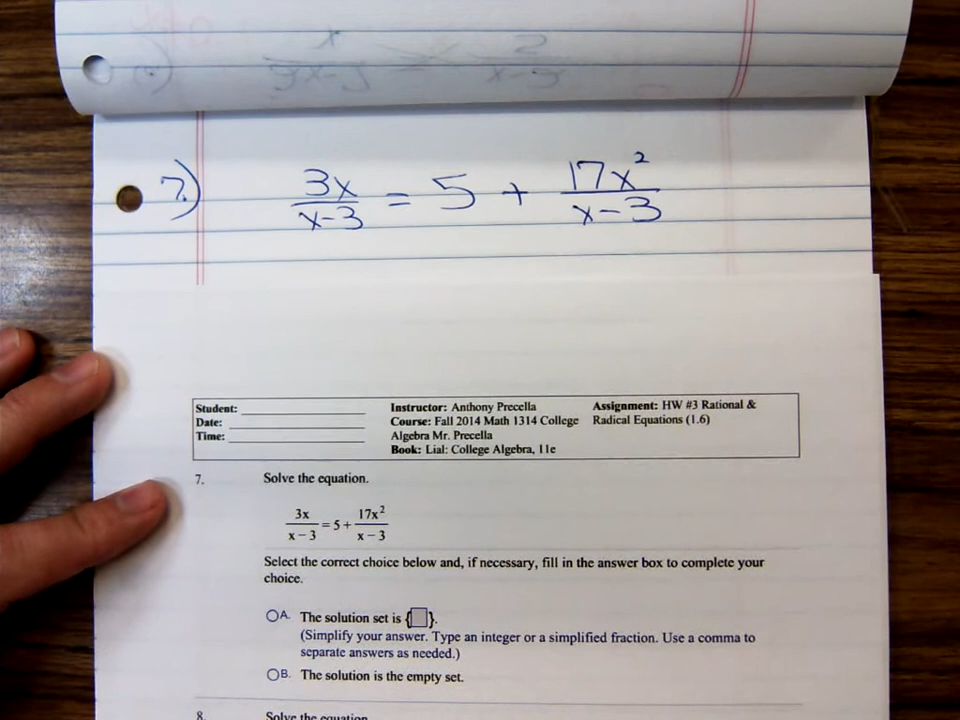 7.) 3x/x-3 = 5 + 17x²/x-3
Student:
Date:
Time:
Instructor: Anthony Precella
Course: Fall 2014 Math 1314 College
Algebra Mr. Precella
Book: Lial: College Algebra, 11e
Assignment: HW #3 Rational &
Radical Equations (1.6)
7. Solve the equation.
3x/x-3 = 5 + 17x²/x-3
Select the correct choice below and, if necessary, fill in the answer box to complete your
choice.
A. The solution set is { }.
(Simplify your answer. Type an integer or a simplified fraction. Use a comma to
separate answers as needed.)
B. The solution is the empty set.
8. Solve the equation.